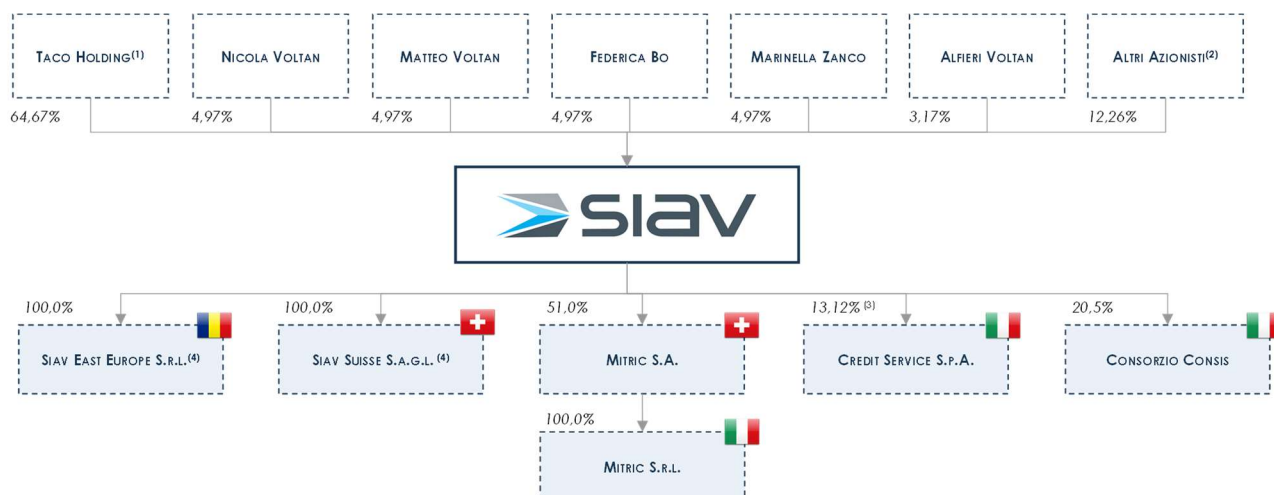 TACO HOLDING(1)
NICOLA VOLTAN
MATTEO VOLTAN
FEDERICA BO
MARINELLA ZANCO
ALFIERI VOLTAN
ALTRI AZIONISTI(2)
64,67%
4,97%
4,97%
4,97%
4,97%
3,17%
12,26%
SIAV
100,0%
100,0%
51,0%
13,12% (3)
20,5%
SIAV EAST EUROPE S.R.L.(4)
SIAV SUISSE S.A.G.L. (4)
MITRIC S.A.
CREDIT SERVICE S.P.A.
CONSORZIO CONSIS
100,0%
MITRIC S.R.L.